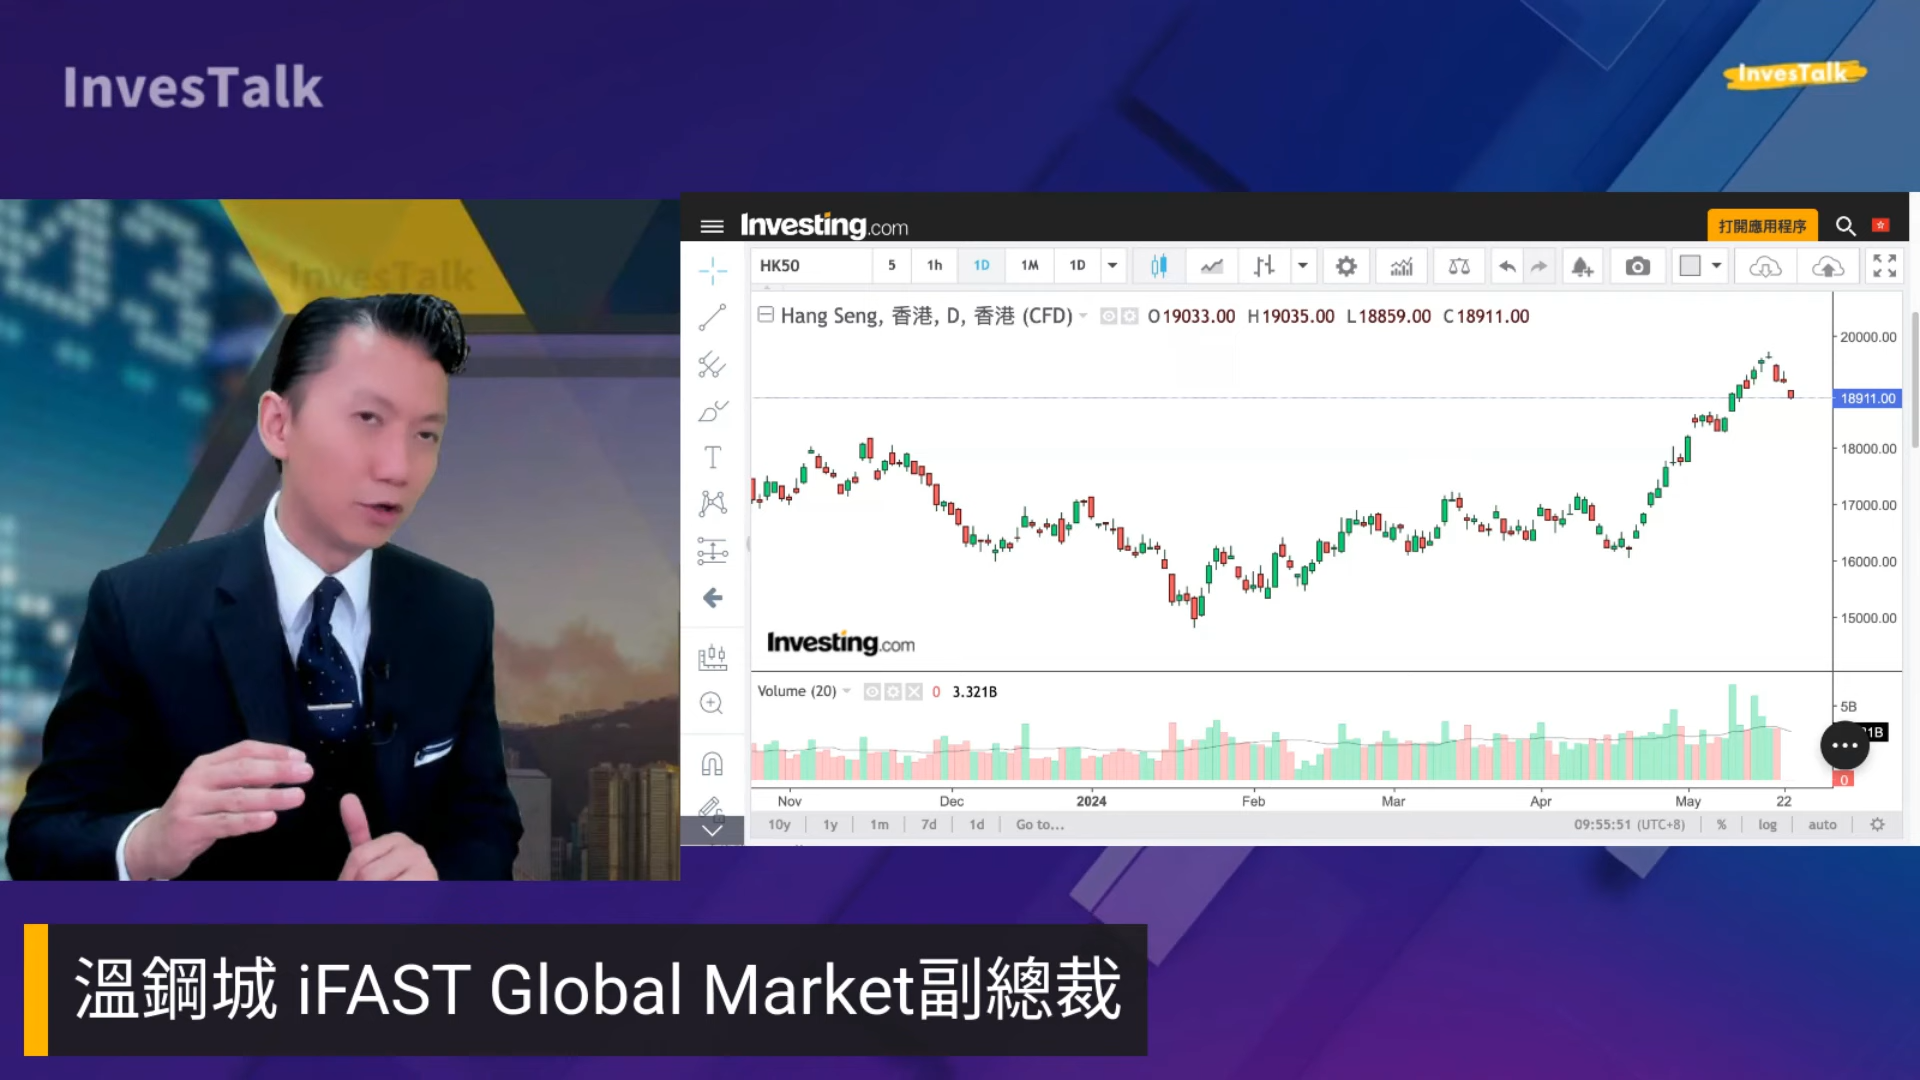 InvesTalk
InvesTalk
InvesTalk
Investing.com
打開應用程序
HK50 5 1h 1D 1M 1D
Hang Seng, 香港, D, 香港 (CFD) O19033.00 H19035.00 L18859.00 C18911.00
20000.00
18911.00
18000.00
17000.00
16000.00
15000.00
Investing.com
Volume (20) 0 3.321B
5B
1B
0
Nov Dec 2024 Feb Mar Apr May 22
10y 1y 1m 7d 1d Go to... 09:55:51 (UTC+8) % log auto
溫鋼城 iFAST Global Market副總裁